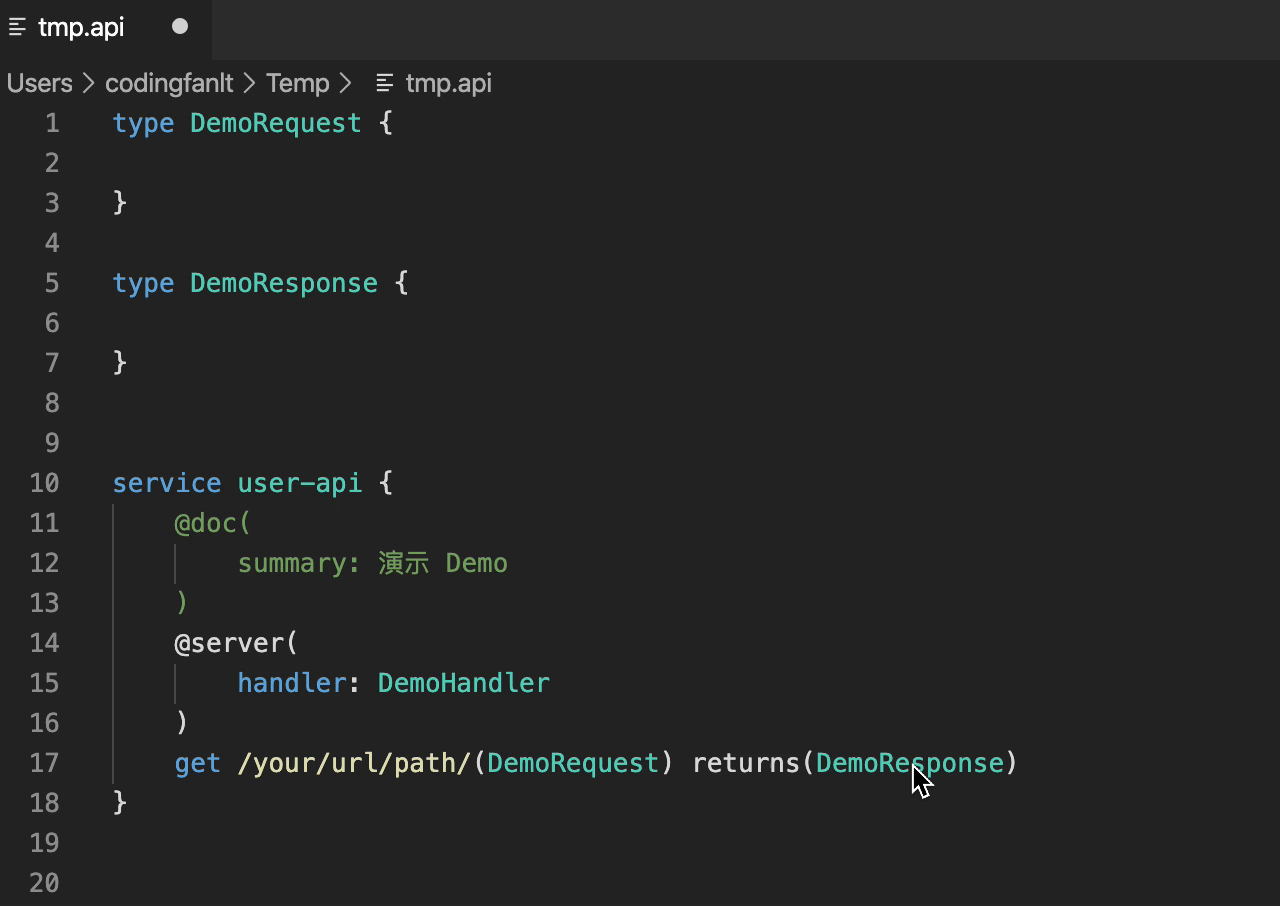 tmp.api
Users > codingfanlt > Temp > tmp.api
1 type DemoRequest {
2
3 }
4
5 type DemoResponse {
6
7 }
8
9
10 service user-api {
11 @doc(
12 summary: 演示 Demo
13 )
14 @server(
15 handler: DemoHandler
16 )
17 get /your/url/path/(DemoRequest) returns(DemoResponse)
18 }
19
20